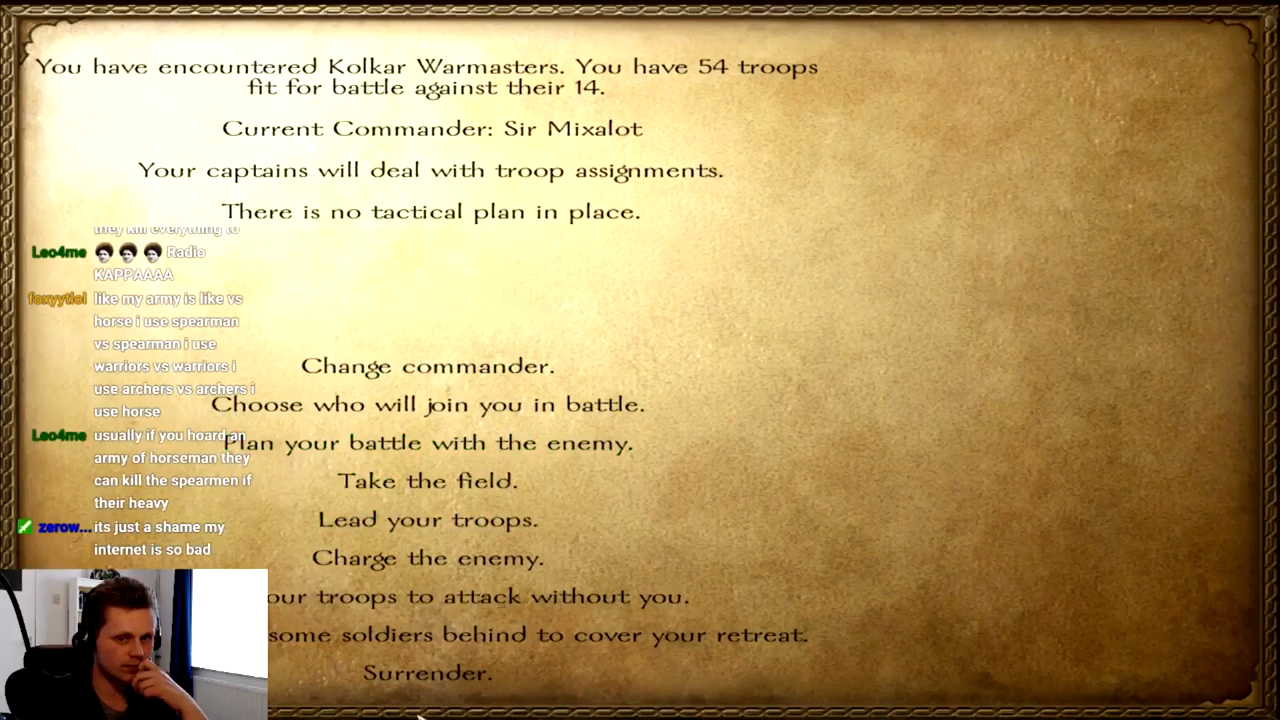 You have encountered Kolkar Warmasters. You have 54 troops
fit for battle against their 14.
Current Commander: Sir Mixalot
Your captains will deal with troop assignments.
There is no tactical plan in place.
they kill everything to
Leo4me Radio
KAPPAAAA
foxyytiol like my army is like vs
horse i use spearman
vs spearman i use
warriors vs warriors i
use archers vs archers i
use horse
Leo4me usually if you hoard an
army of horseman they
can kill the spearmen if
their heavy
zerow... its just a shame my
internet is so bad
Change commander.
Choose who will join you in battle.
Plan your battle with the enemy.
Take the field.
Lead your troops.
Charge the enemy.
our troops to attack without you.
some soldiers behind to cover your retreat.
Surrender.